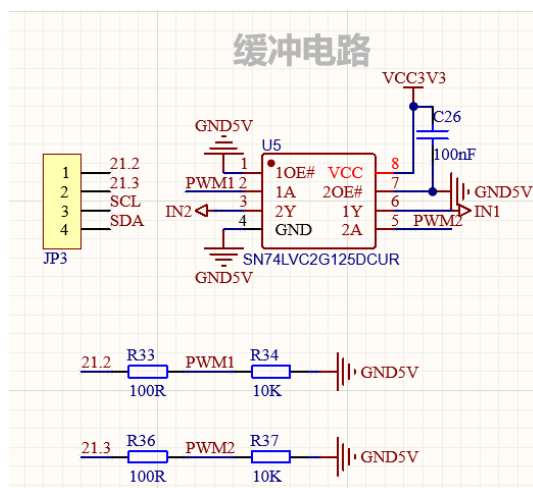 缓冲电路
VCC3V3
C26
100nF
GND5V
U5
1 1OE# VCC 8
PWM1 2 1A 2OE# 7 GND5V
IN2 3 2Y 1Y 6 IN1
4 GND 2A 5 PWM2
GND5V
SN74LVC2G125DCUR
1 21.2
2 21.3
3 SCL
4 SDA
JP3
21.2 R33 PWM1 R34 GND5V
100R 10K
21.3 R36 PWM2 R37 GND5V
100R 10K